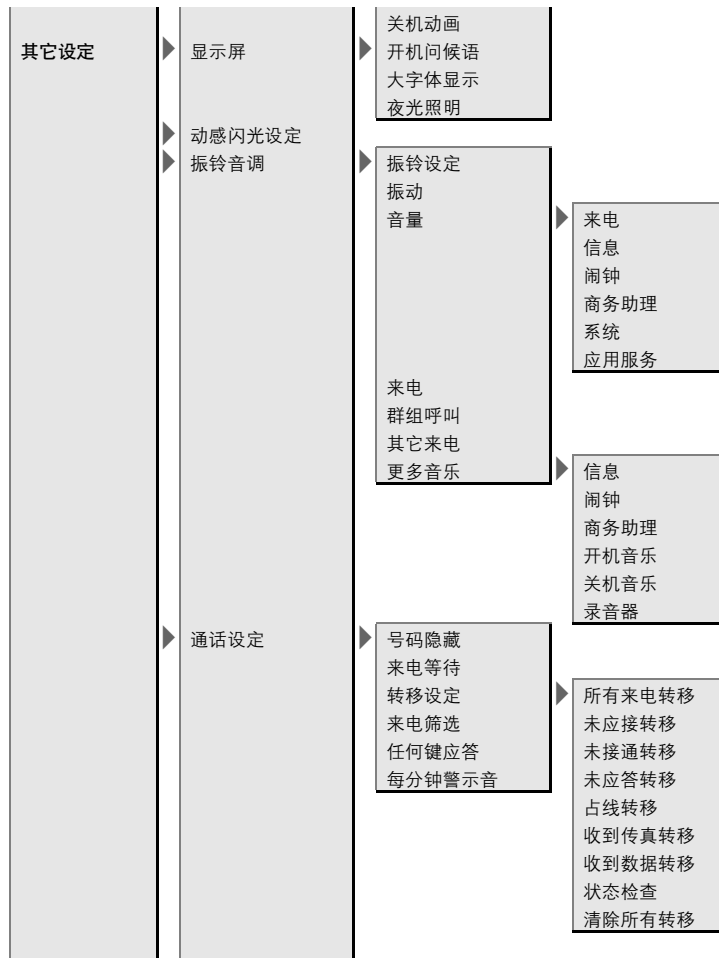 关机动画
其它设定
显示屏
开机问候语
大字体显示
夜光照明
动感闪光设定
振铃音调
振铃设定
振动
音量
来电
信息
闹钟
商务助理
系统
应用服务
来电
群组呼叫
其它来电
更多音乐
信息
闹钟
商务助理
开机音乐
关机音乐
录音器
通话设定
号码隐藏
来电等待
转移设定
来电筛选
任何键应答
每分钟警示音
所有来电转移
未应接转移
未接通转移
未应答转移
占线转移
收到传真转移
收到数据转移
状态检查
清除所有转移